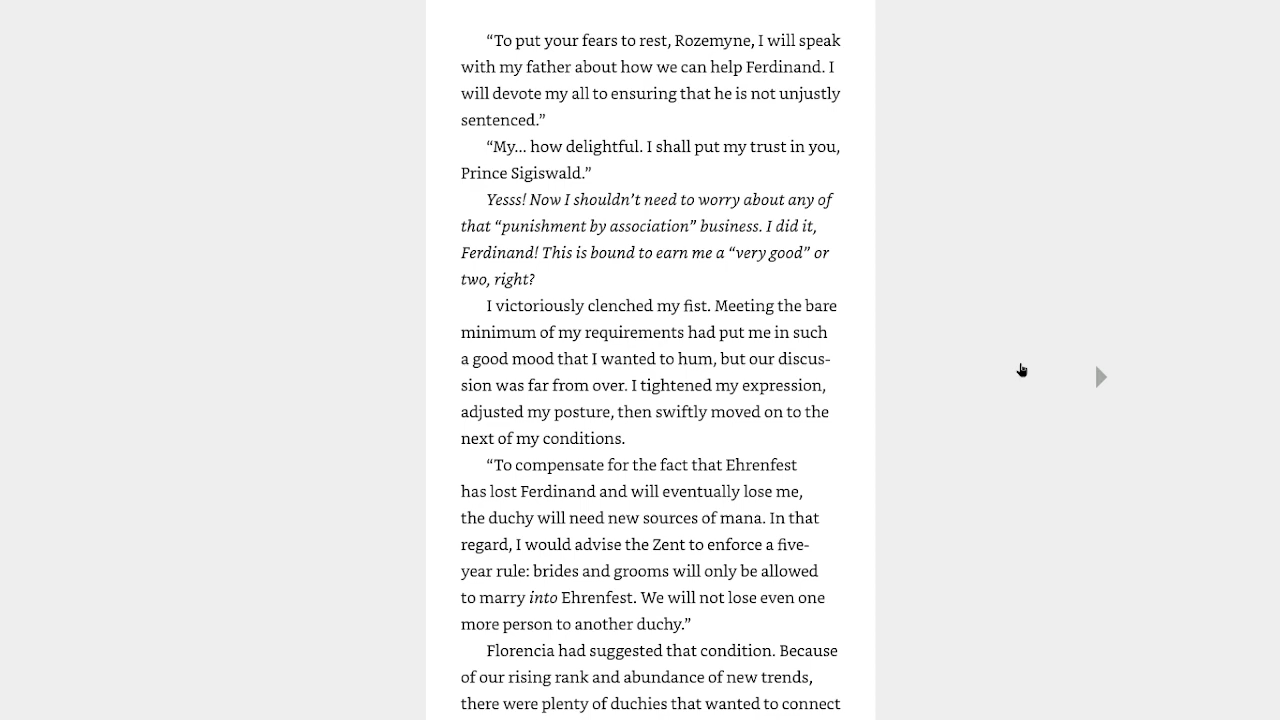 “To put your fears to rest, Rozemyne, I will speak
with my father about how we can help Ferdinand. I
will devote my all to ensuring that he is not unjustly
sentenced.”
“My... how delightful. I shall put my trust in you,
Prince Sigiswald.”
Yesss! Now I shouldn’t need to worry about any of
that “punishment by association” business. I did it,
Ferdinand! This is bound to earn me a “very good” or
two, right?
I victoriously clenched my fist. Meeting the bare
minimum of my requirements had put me in such
a good mood that I wanted to hum, but our discus-
sion was far from over. I tightened my expression,
adjusted my posture, then swiftly moved on to the
next of my conditions.
“To compensate for the fact that Ehrenfest
has lost Ferdinand and will eventually lose me,
the duchy will need new sources of mana. In that
regard, I would advise the Zent to enforce a five-
year rule: brides and grooms will only be allowed
to marry into Ehrenfest. We will not lose even one
more person to another duchy.”
Florencia had suggested that condition. Because
of our rising rank and abundance of new trends,
there were plenty of duchies that wanted to connect